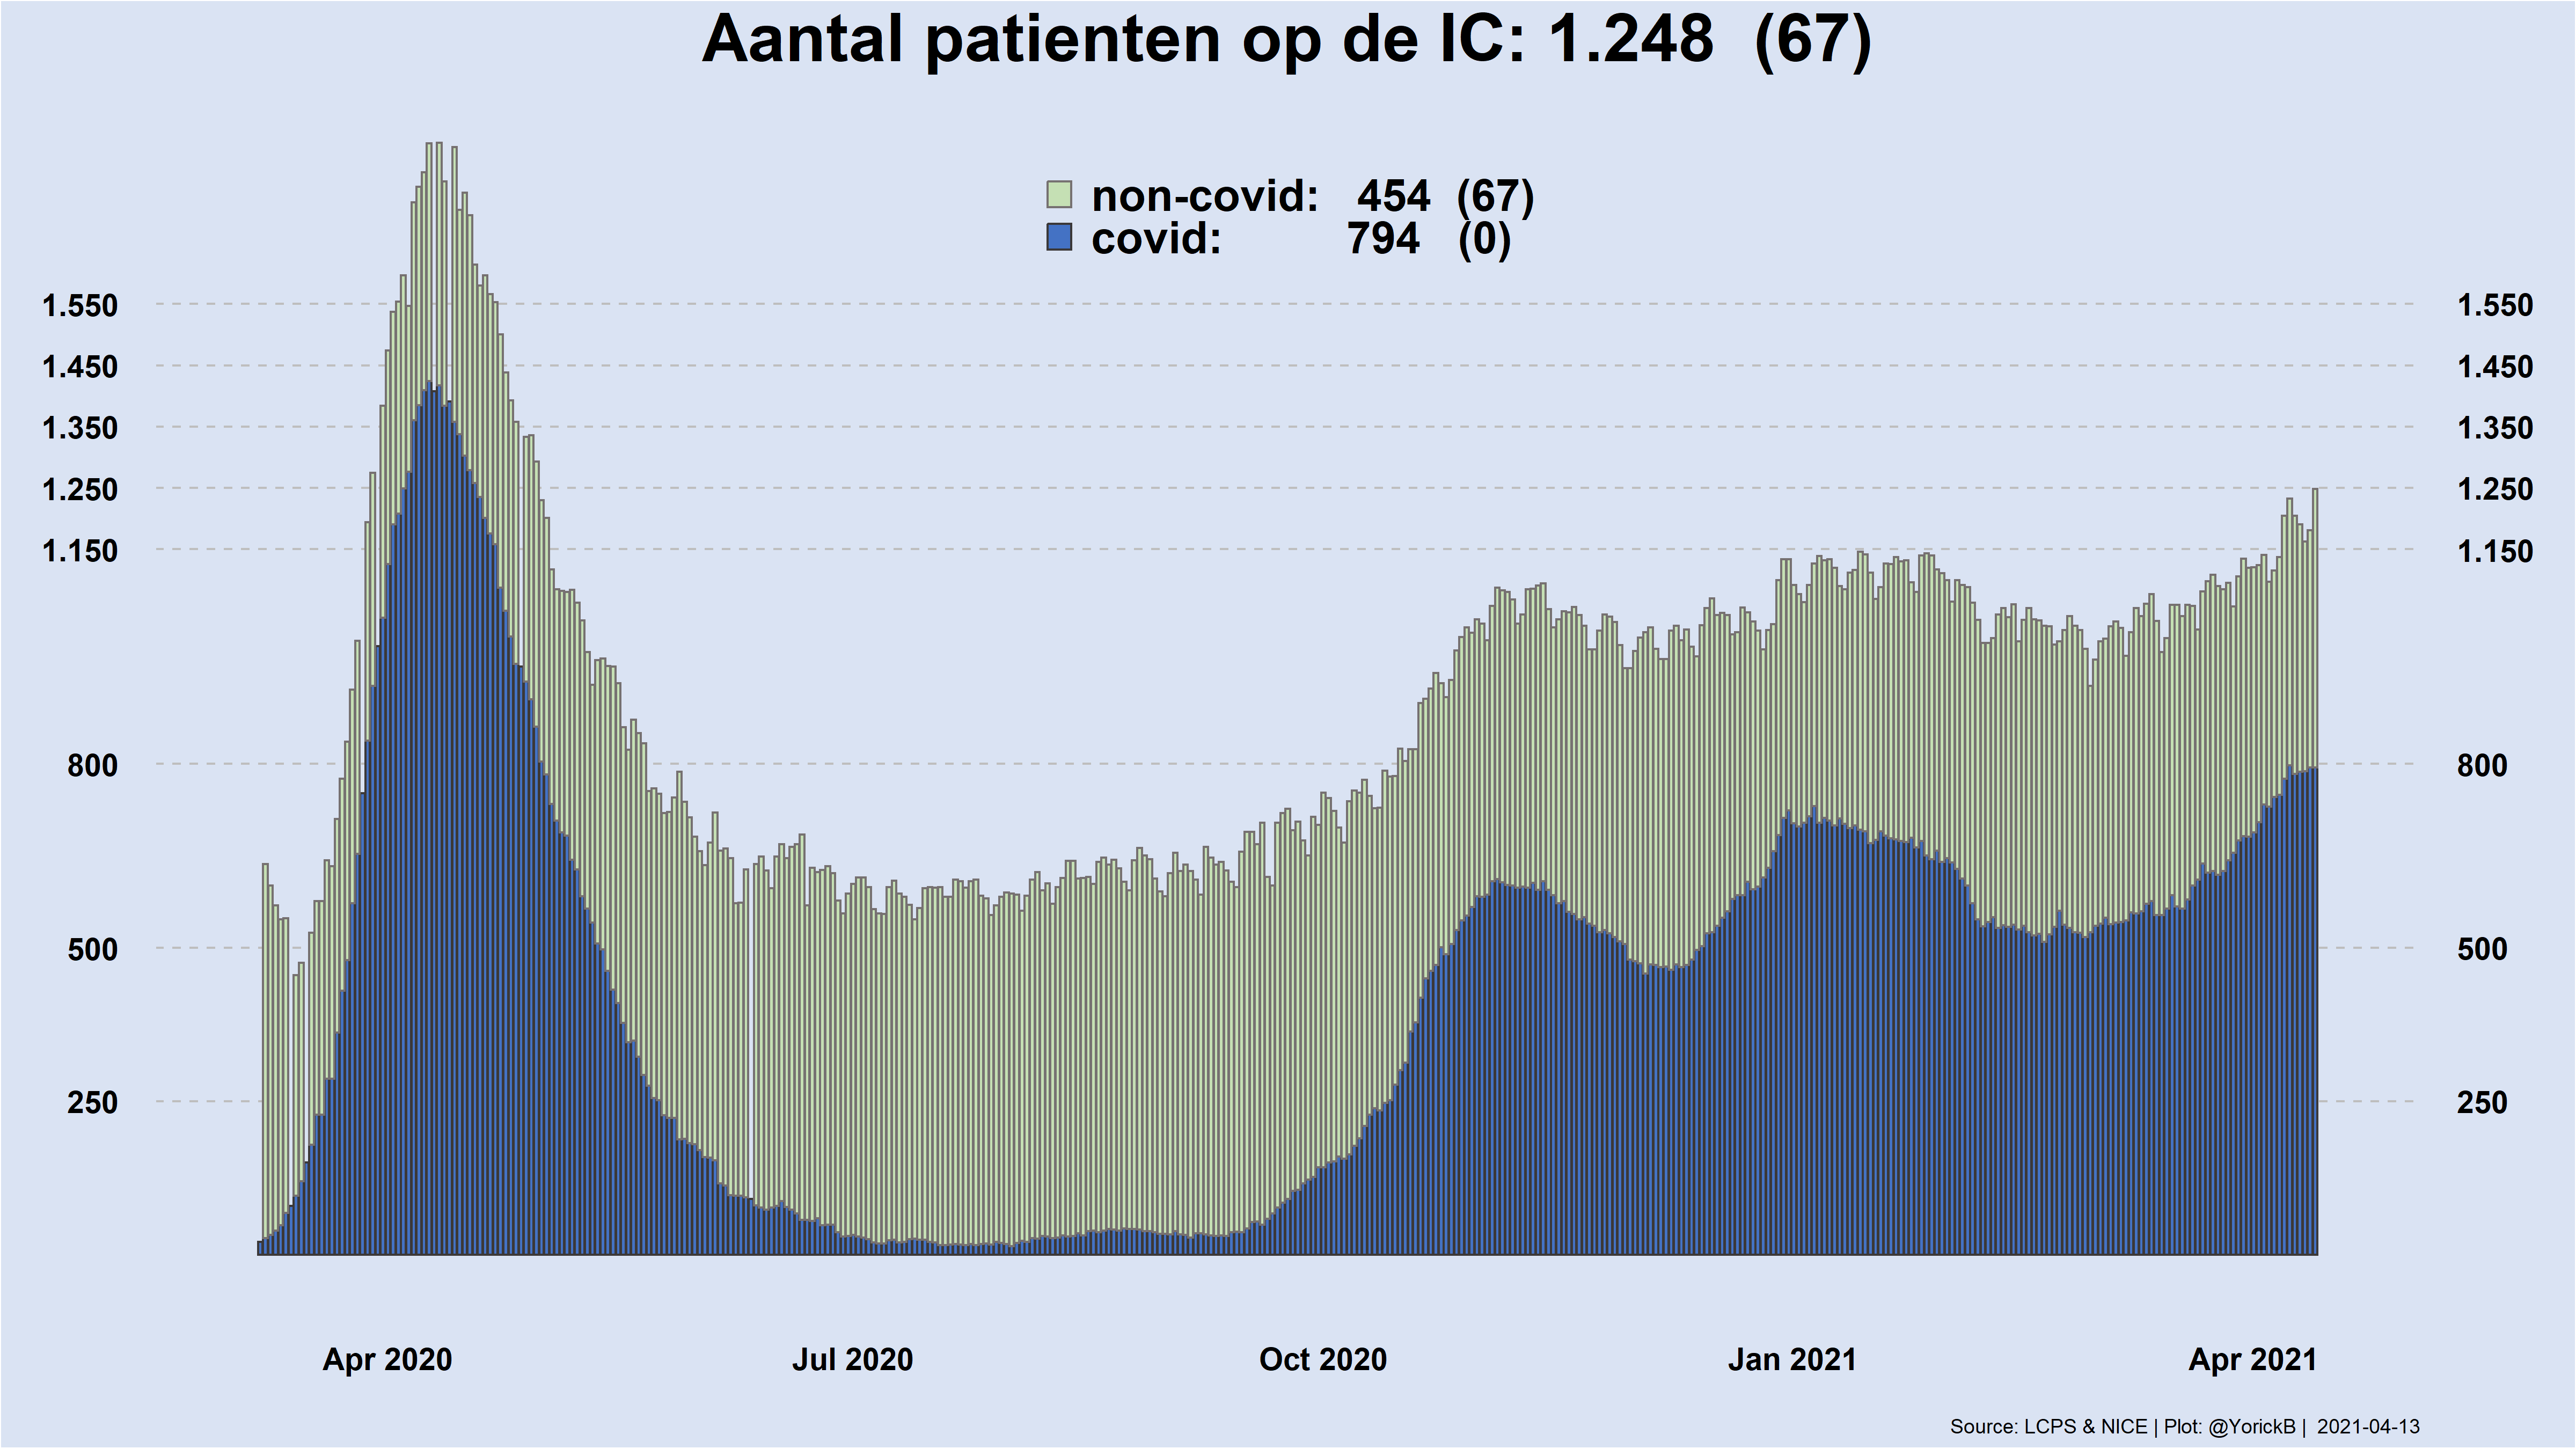 Aantal patienten op de IC: 1.248 (67)
non-covid: 454 (67)
covid: 794 (0)
1.550 1.550
1.450 1.450
1.350 1.350
1.250 1.250
1.150 1.150
800 800
500 500
250 250
Apr 2020 Jul 2020 Oct 2020 Jan 2021 Apr 2021
Source: LCPS & NICE | Plot: @YorickB | 2021-04-13